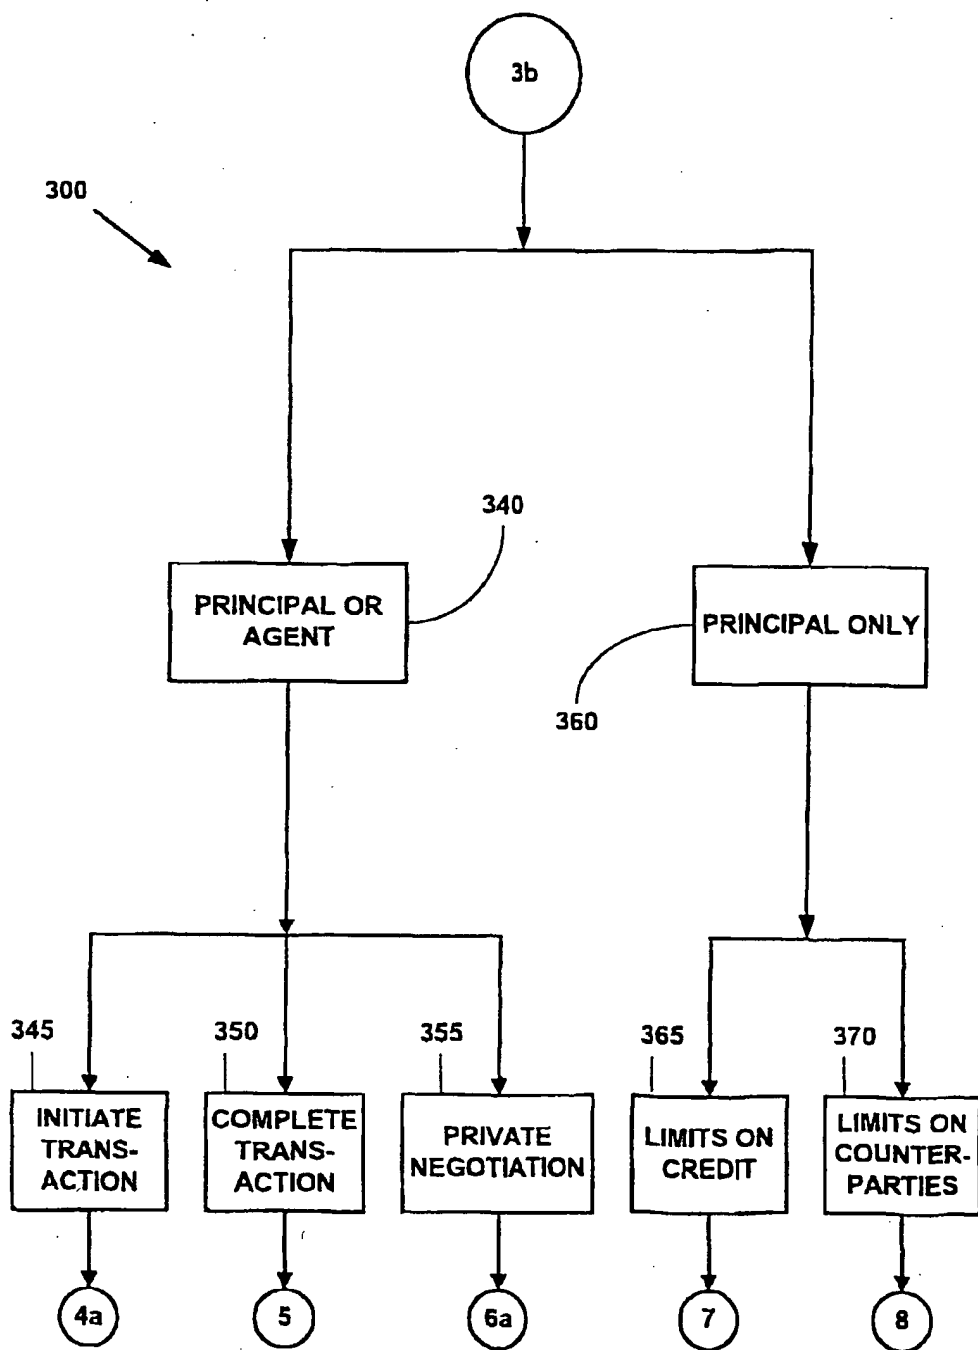 3b
300
340
PRINCIPAL OR
AGENT
PRINCIPAL ONLY
360
345
350
355
365
370
INITIATE
TRANS-
ACTION
COMPLETE
TRANS-
ACTION
PRIVATE
NEGOTIATION
LIMITS ON
CREDIT
LIMITS ON
COUNTER-
PARTIES
4a
5
6a
7
8